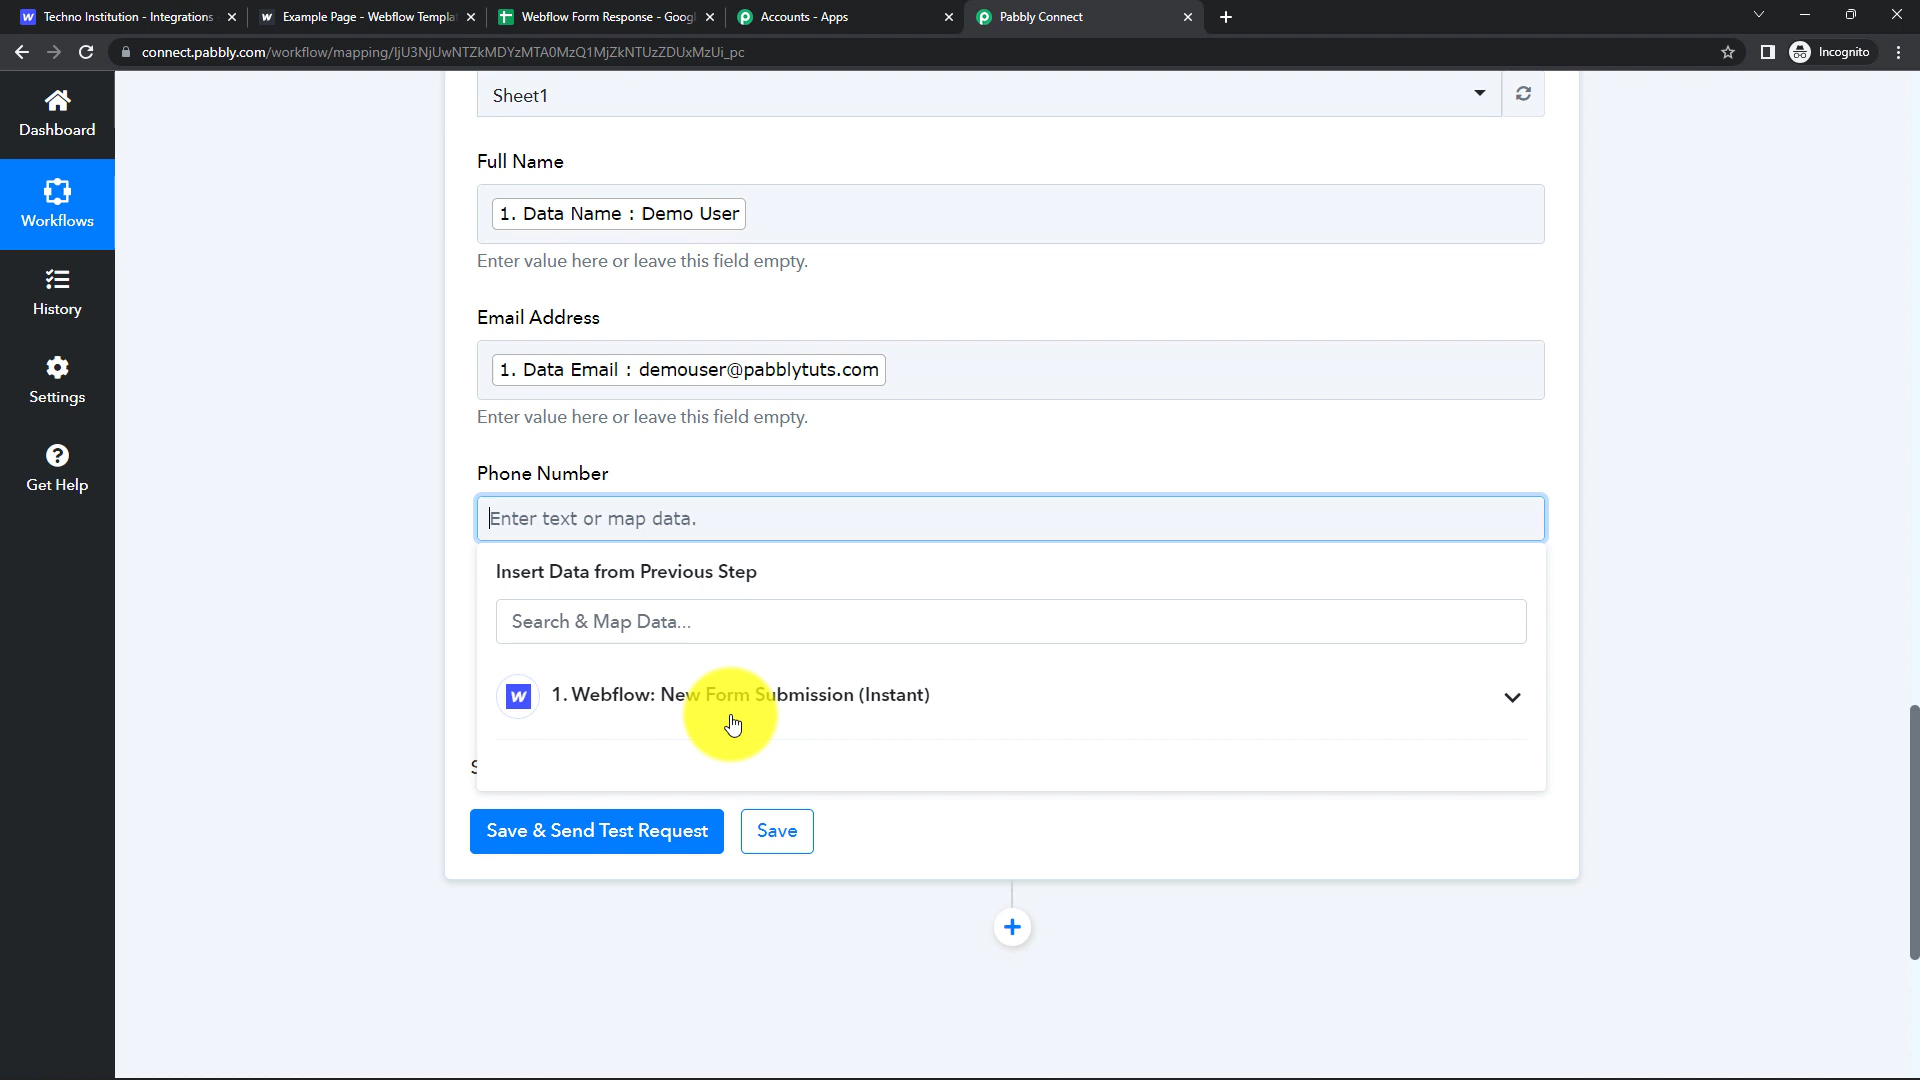 Techno Institution - Integrations
Example Page - Webflow Templa
Webflow Form Response - Googl
Accounts - Apps
Pabbly Connect
connect.pabbly.com/workflow/mapping/IjU3NjUwNTZkMDYzMTA0MzQ1MjZkNTUzZDUxMzUi_pc
Incognito
Dashboard
Workflows
History
Settings
Get Help
Sheet1
Full Name
1. Data Name : Demo User
Enter value here or leave this field empty.
Email Address
1. Data Email : demouser@pabblytuts.com
Enter value here or leave this field empty.
Phone Number
Enter text or map data.
Insert Data from Previous Step
Search & Map Data...
1. Webflow: New Form Submission (Instant)
Save & Send Test Request
Save